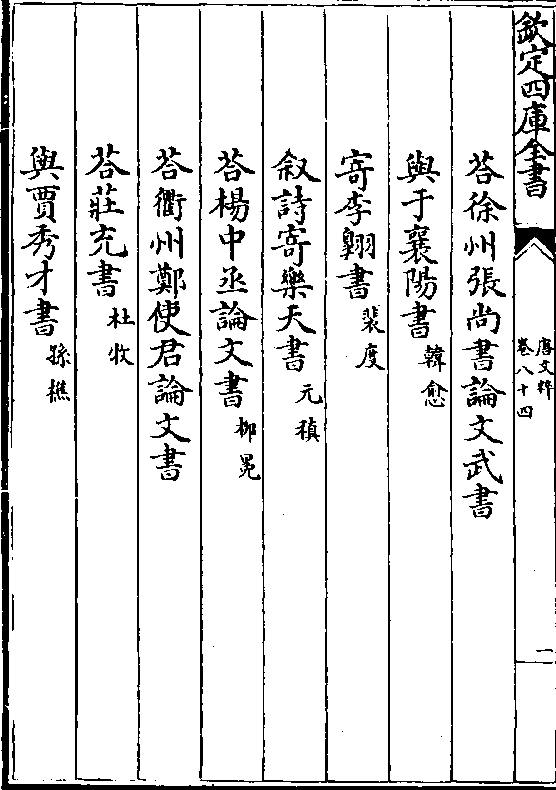 欽定四庫全書
唐文粹
卷八十四
一
荅徐州張尚書論文武書
與于襄陽書 韓愈
寄李翶書 裴度
叙詩寄樂天書 元稹
荅楊中丞論文書 柳冕
荅衢州鄭使君論文書
荅莊充書 杜牧
與賈秀才書 孫樵